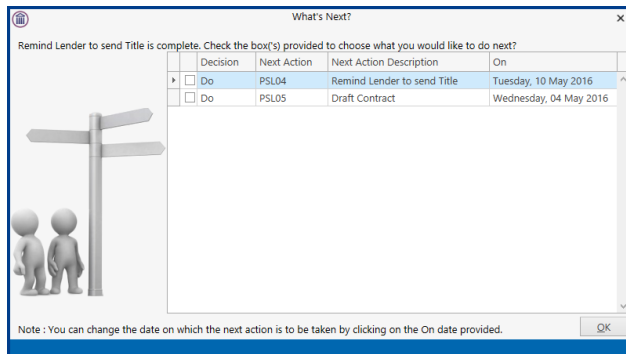 What's Next?
Remind Lender to send Title is complete. Check the box('s) provided to choose what you would like to do next?
Decision Next Action Next Action Description On
Do PSL04 Remind Lender to send Title Tuesday, 10 May 2016
Do PSL05 Draft Contract Wednesday, 04 May 2016
Note : You can change the date on which the next action is to be taken by clicking on the On date provided.
OK